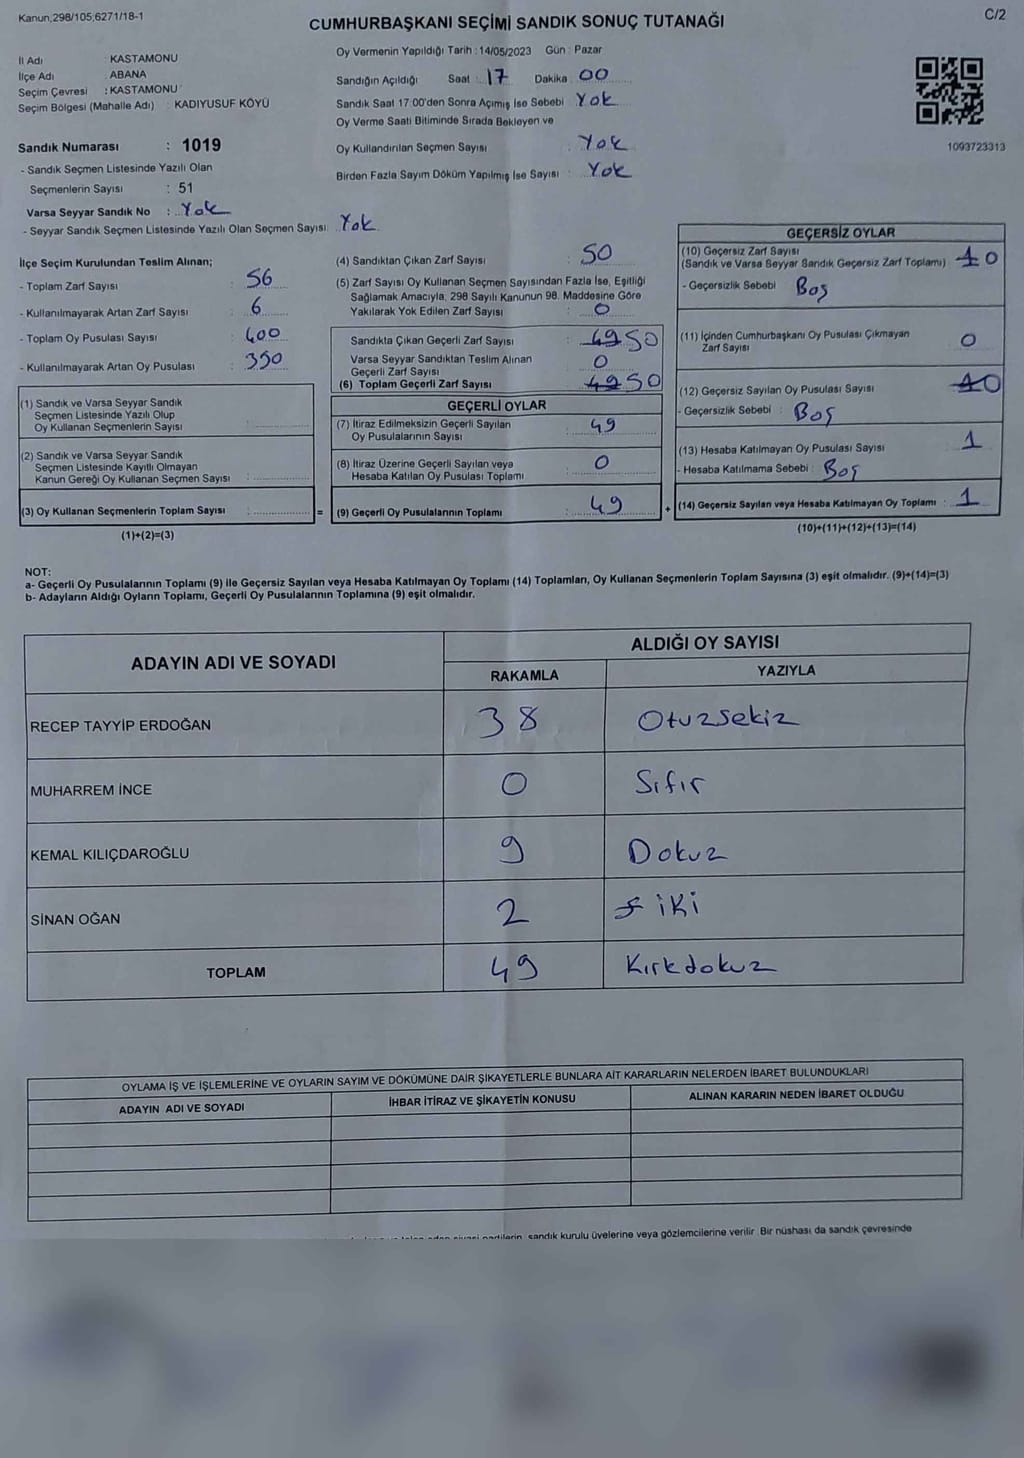 Kanun;298/105;6271/18-1
CUMHURBAŞKANI SEÇİMİ SANDIK SONUÇ TUTANAĞI
C/2
İl Adı : KASTAMONU
İlçe Adı : ABANA
Seçim Çevresi : KASTAMONU
Seçim Bölgesi (Mahalle Adı) : KADIYUSUF KÖYÜ
Oy Vermenin Yapıldığı Tarih : 14/05/2023 Gün : Pazar
Sandığın Açıldığı Saat : 17 Dakika : 00
Sandık Saat 17:00'den Sonra Açımış İse Sebebi : Yok
Oy Verme Saati Bitiminde Sırada Bekleyen ve
Oy Kullandırılan Seçmen Sayısı : Yok
Birden Fazla Sayım Döküm Yapılmış İse Sayısı : Yok
1093723313
Sandık Numarası : 1019
- Sandık Seçmen Listesinde Yazılı Olan
Seçmenlerin Sayısı : 51
Varsa Seyyar Sandık No : Yok
- Seyyar Sandık Seçmen Listesinde Yazılı Olan Seçmen Sayısı: Yok
İlçe Seçim Kurulundan Teslim Alınan;
- Toplam Zarf Sayısı : 56
- Kullanılmayarak Artan Zarf Sayısı : 6
- Toplam Oy Pusulası Sayısı : 400
- Kullanılmayarak Artan Oy Pusulası : 350
(1) Sandık ve Varsa Seyyar Sandık
Seçmen Listesinde Yazılı Olup
Oy Kullanan Seçmenlerin Sayısı :
(2) Sandık ve Varsa Seyyar Sandık
Seçmen Listesinde Kayıtlı Olmayan
Kanun Gereği Oy Kullanan Seçmen Sayısı :
(3) Oy Kullanan Seçmenlerin Toplam Sayısı : =
(1)+(2)=(3)
(4) Sandıktan Çıkan Zarf Sayısı : 50
(5) Zarf Sayısı Oy Kullanan Seçmen Sayısından Fazla İse, Eşitliği
Sağlamak Amacıyla, 298 Sayılı Kanunun 98. Maddesine Göre
Yakılarak Yok Edilen Zarf Sayısı : 0
Sandıkta Çıkan Geçerli Zarf Sayısı : 49 50
Varsa Seyyar Sandıktan Teslim Alınan
Geçerli Zarf Sayısı : 0
(6) Toplam Geçerli Zarf Sayısı : 49 50
GEÇERLİ OYLAR
(7) İtiraz Edilmeksizin Geçerli Sayılan
Oy Pusulalarının Sayısı : 49
(8) İtiraz Üzerine Geçerli Sayılan veya
Hesaba Katılan Oy Pusulası Toplamı : 0
(9) Geçerli Oy Pusulalarının Toplamı : 49 +
GEÇERSİZ OYLAR
(10) Geçersiz Zarf Sayısı
(Sandık ve Varsa Seyyar Sandık Geçersiz Zarf Toplamı) : 1 0
- Geçersizlik Sebebi : Boş
(11) İçinden Cumhurbaşkanı Oy Pusulası Çıkmayan
Zarf Sayısı 0
(12) Geçersiz Sayılan Oy Pusulası Sayısı 1 0
- Geçersizlik Sebebi : Boş
(13) Hesaba Katılmayan Oy Pusulası Sayısı 1
- Hesaba Katılmama Sebebi : Boş
(14) Geçersiz Sayılan veya Hesaba Katılmayan Oy Toplamı : 1
(10)+(11)+(12)+(13)=(14)
NOT:
a- Geçerli Oy Pusulalarının Toplamı (9) ile Geçersiz Sayılan veya Hesaba Katılmayan Oy Toplamı (14) Toplamları, Oy Kullanan Seçmenlerin Toplam Sayısına (3) eşit olmalıdır. (9)+(14)=(3)
b- Adayların Aldığı Oyların Toplamı, Geçerli Oy Pusulalarının Toplamına (9) eşit olmalıdır.
ADAYIN ADI VE SOYADI
ALDIĞI OY SAYISI
RAKAMLA YAZIYLA
RECEP TAYYİP ERDOĞAN 38 Otuzsekiz
MUHARREM İNCE 0 Sıfır
KEMAL KILIÇDAROĞLU 9 Dokuz
SİNAN OĞAN 2 iki
TOPLAM 49 Kırkdokuz
OYLAMA İŞ VE İŞLEMLERİNE VE OYLARIN SAYIM VE DÖKÜMÜNE DAİR ŞİKAYETLERLE BUNLARA AİT KARARLARIN NELERDEN İBARET BULUNDUKLARI
ADAYIN ADI VE SOYADI İHBAR İTİRAZ VE ŞİKAYETİN KONUSU ALINAN KARARIN NEDEN İBARET OLDUĞU
sandık kurulu üyelerine veya gözlemcilerine verilir. Bir nüshası da sandık çevresinde